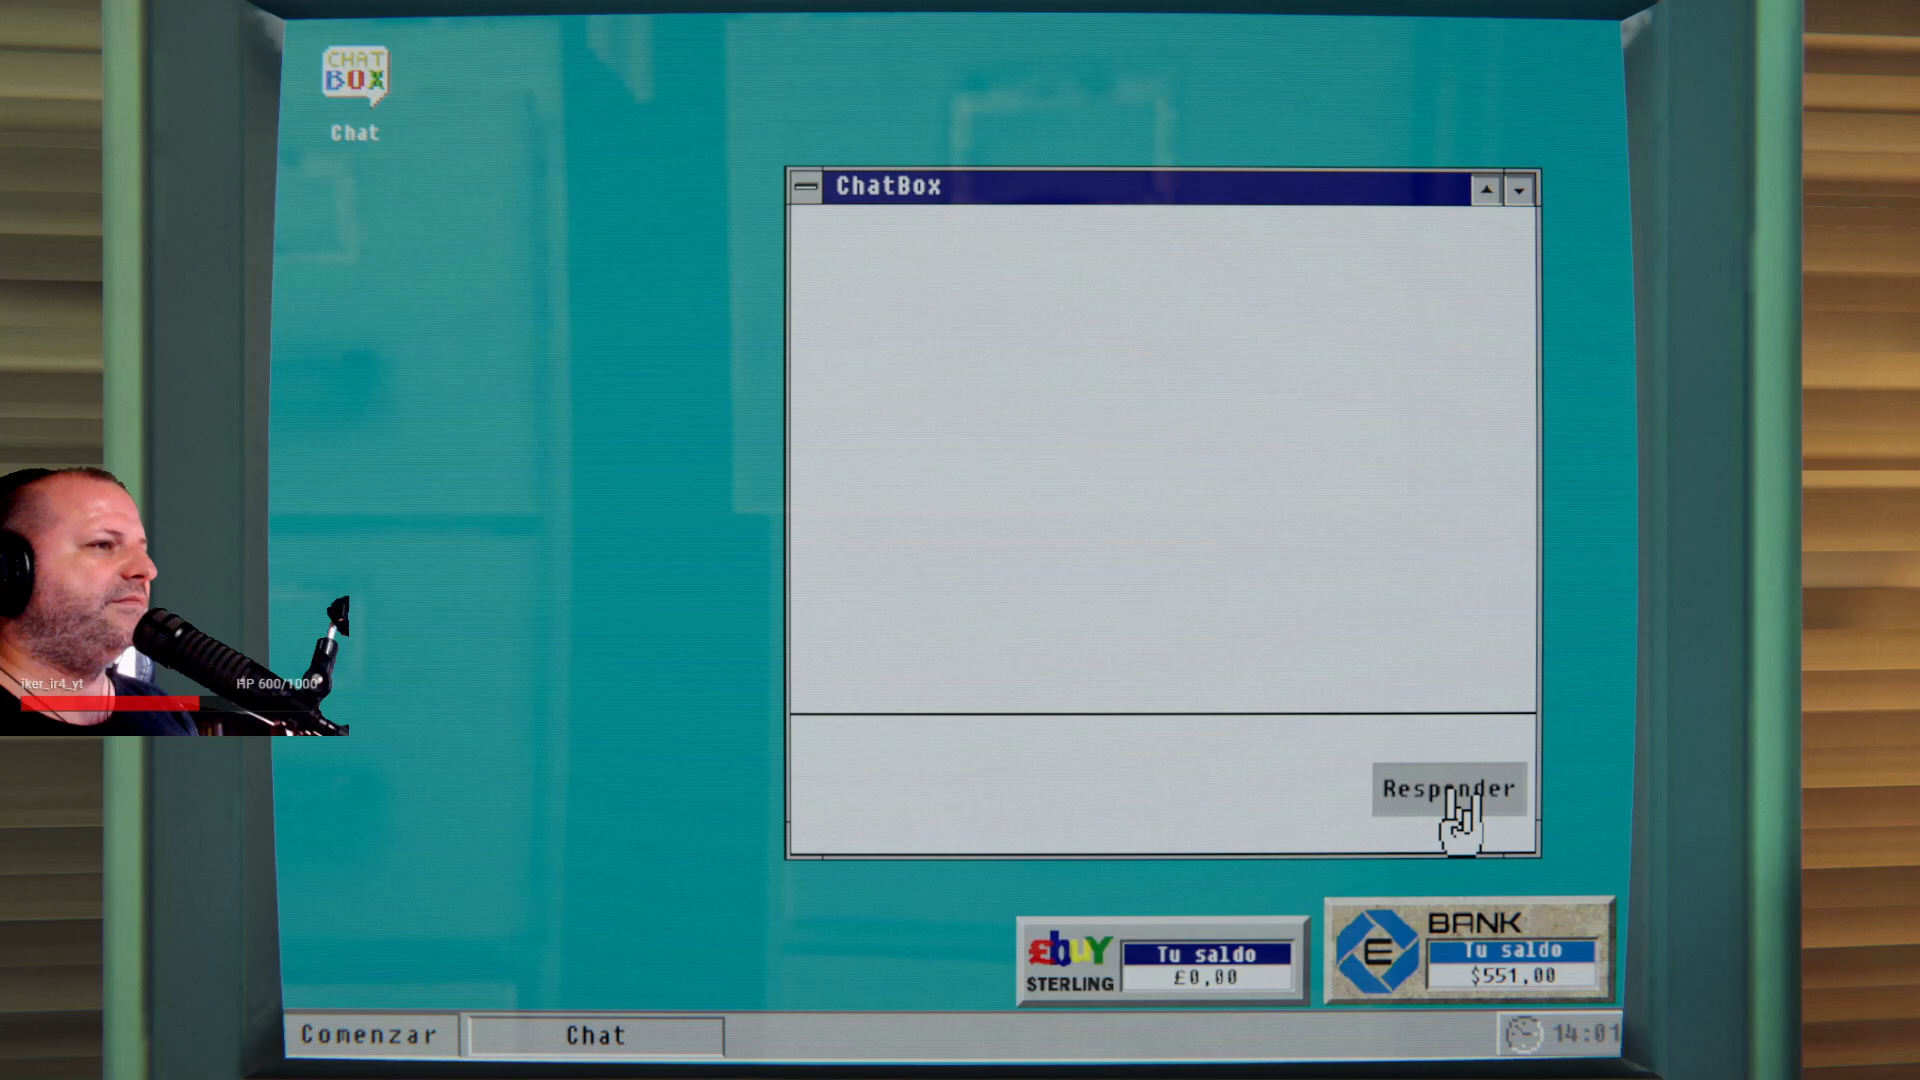 CHAT
BOX
Chat
ChatBox
Responder
iker_ir4_yt
HP 600/1000
£buY
STERLING
Tu saldo
£0,00
E
BANK
Tu saldo
$551,00
Comenzar
Chat
14:01